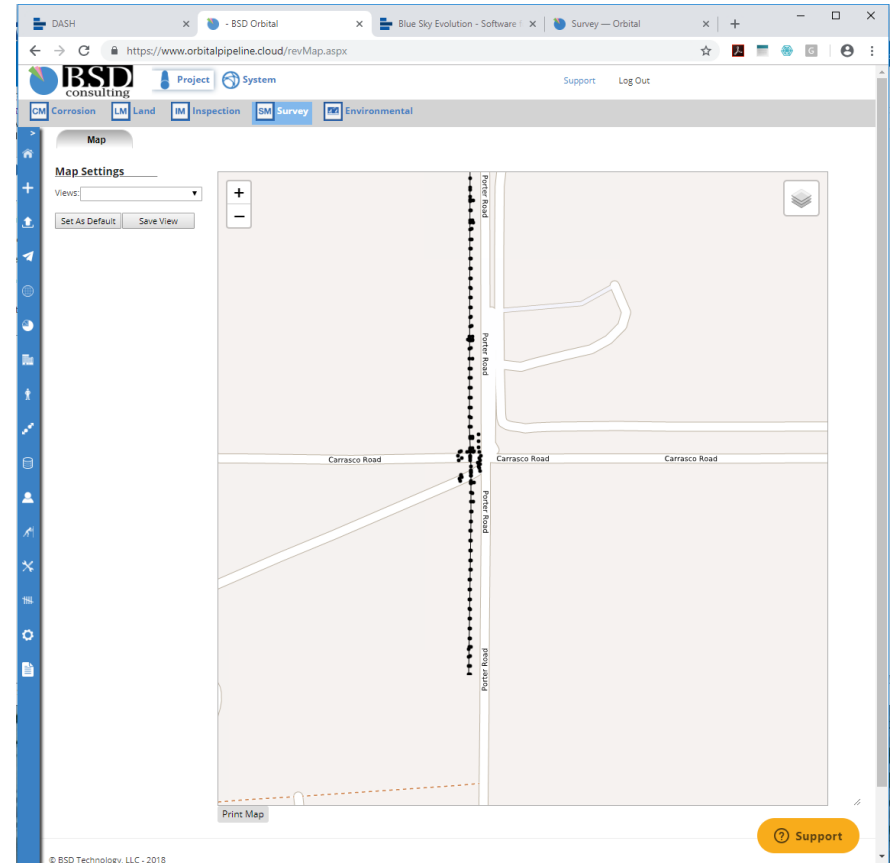 DASH
- BSD Orbital
Blue Sky Evolution - Software
Survey — Orbital
https://www.orbitalpipeline.cloud/revMap.aspx
G
BSD
consulting
Project
System
Support
Log Out
CM Corrosion
LM Land
IM Inspection
SM Survey
Environmental
Map
Map Settings
Views:
Set As Default
Save View
+
−
Porter Road
Porter Road
Carrasco Road
Carrasco Road
Carrasco Road
Porter Road
Porter Road
Print Map
Support
© BSD Technology, LLC - 2018